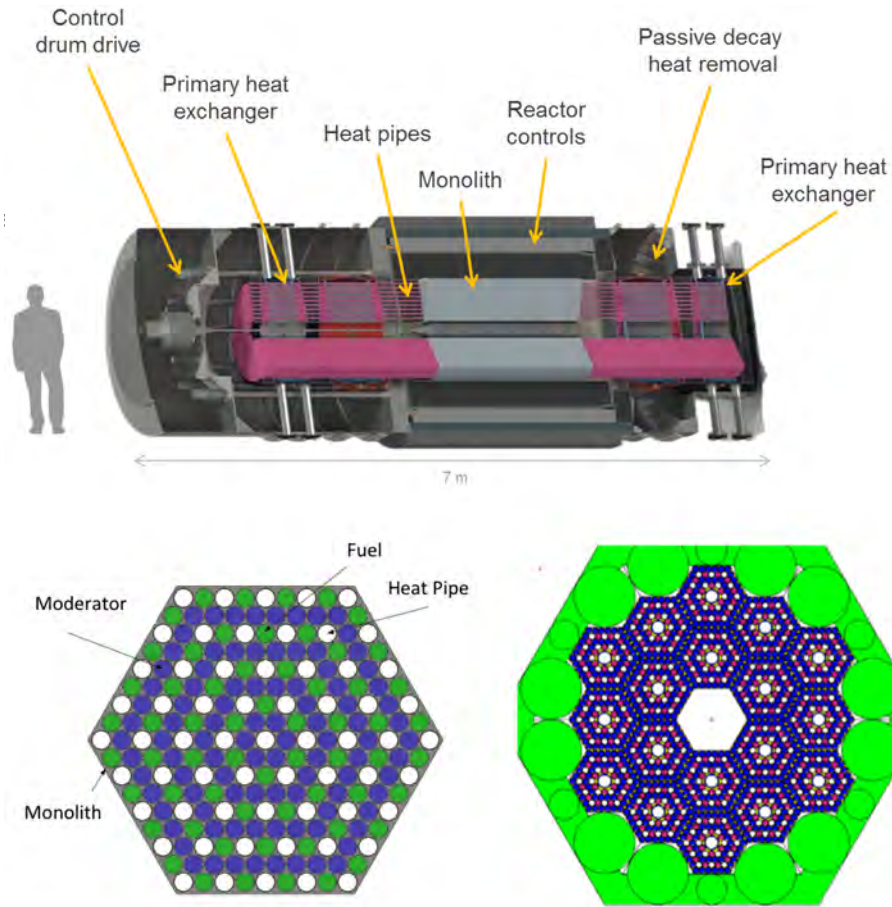 Control
drum drive
Passive decay
heat removal
Primary heat
exchanger
Reactor
controls
Heat pipes
Primary heat
exchanger
Monolith
7 m
Fuel
Heat Pipe
Moderator
Monolith